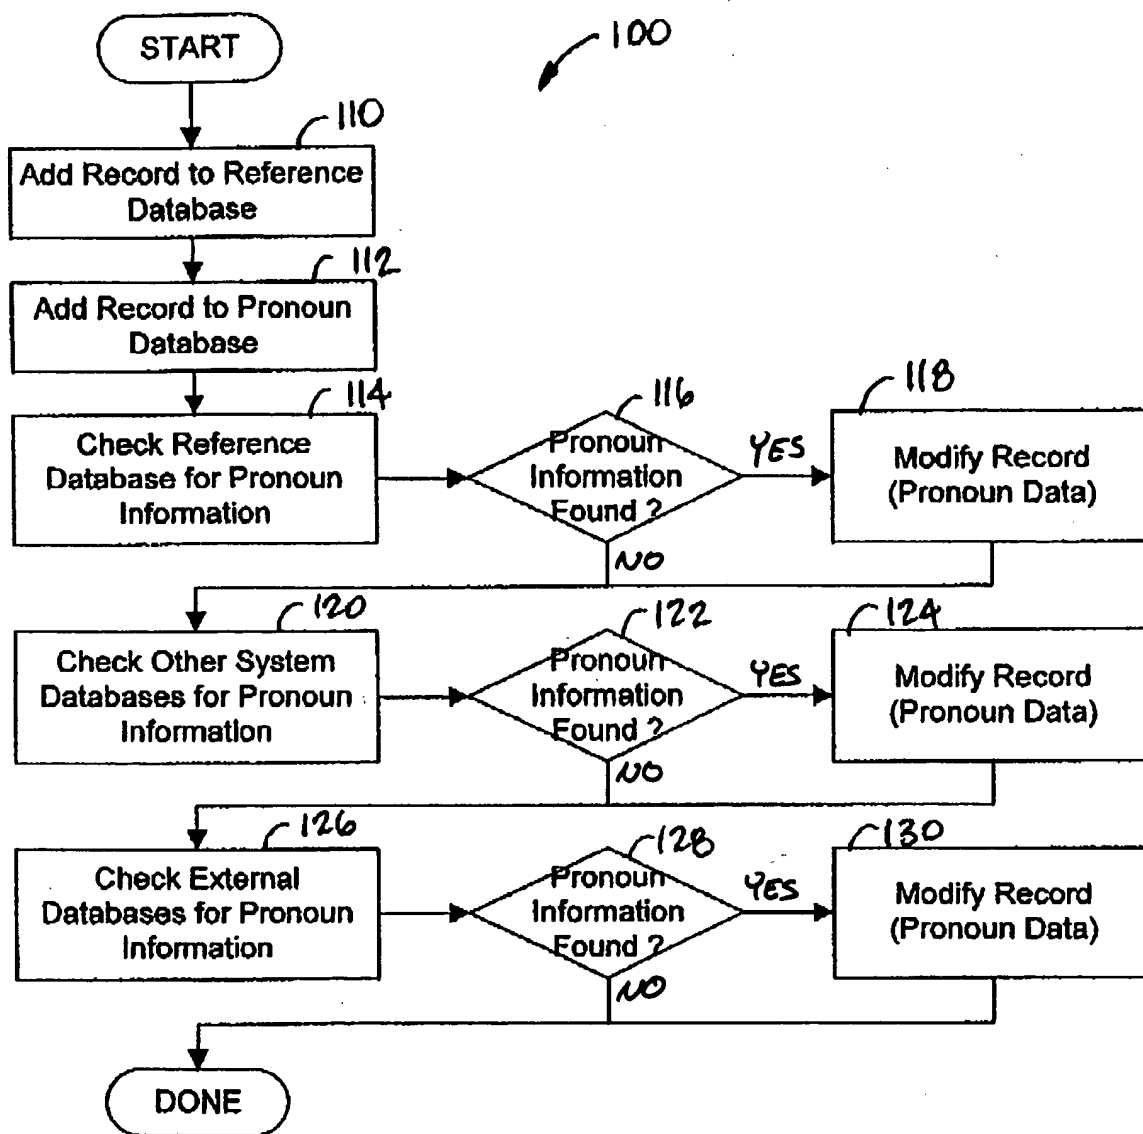 START
100
110
Add Record to Reference
Database
112
Add Record to Pronoun
Database
114
Check Reference
Database for Pronoun
Information
116
Pronoun
Information
Found ?
YES
NO
118
Modify Record
(Pronoun Data)
120
Check Other System
Databases for Pronoun
Information
122
Pronoun
Information
Found ?
YES
NO
124
Modify Record
(Pronoun Data)
126
Check External
Databases for Pronoun
Information
128
Pronoun
Information
Found ?
YES
NO
130
Modify Record
(Pronoun Data)
DONE